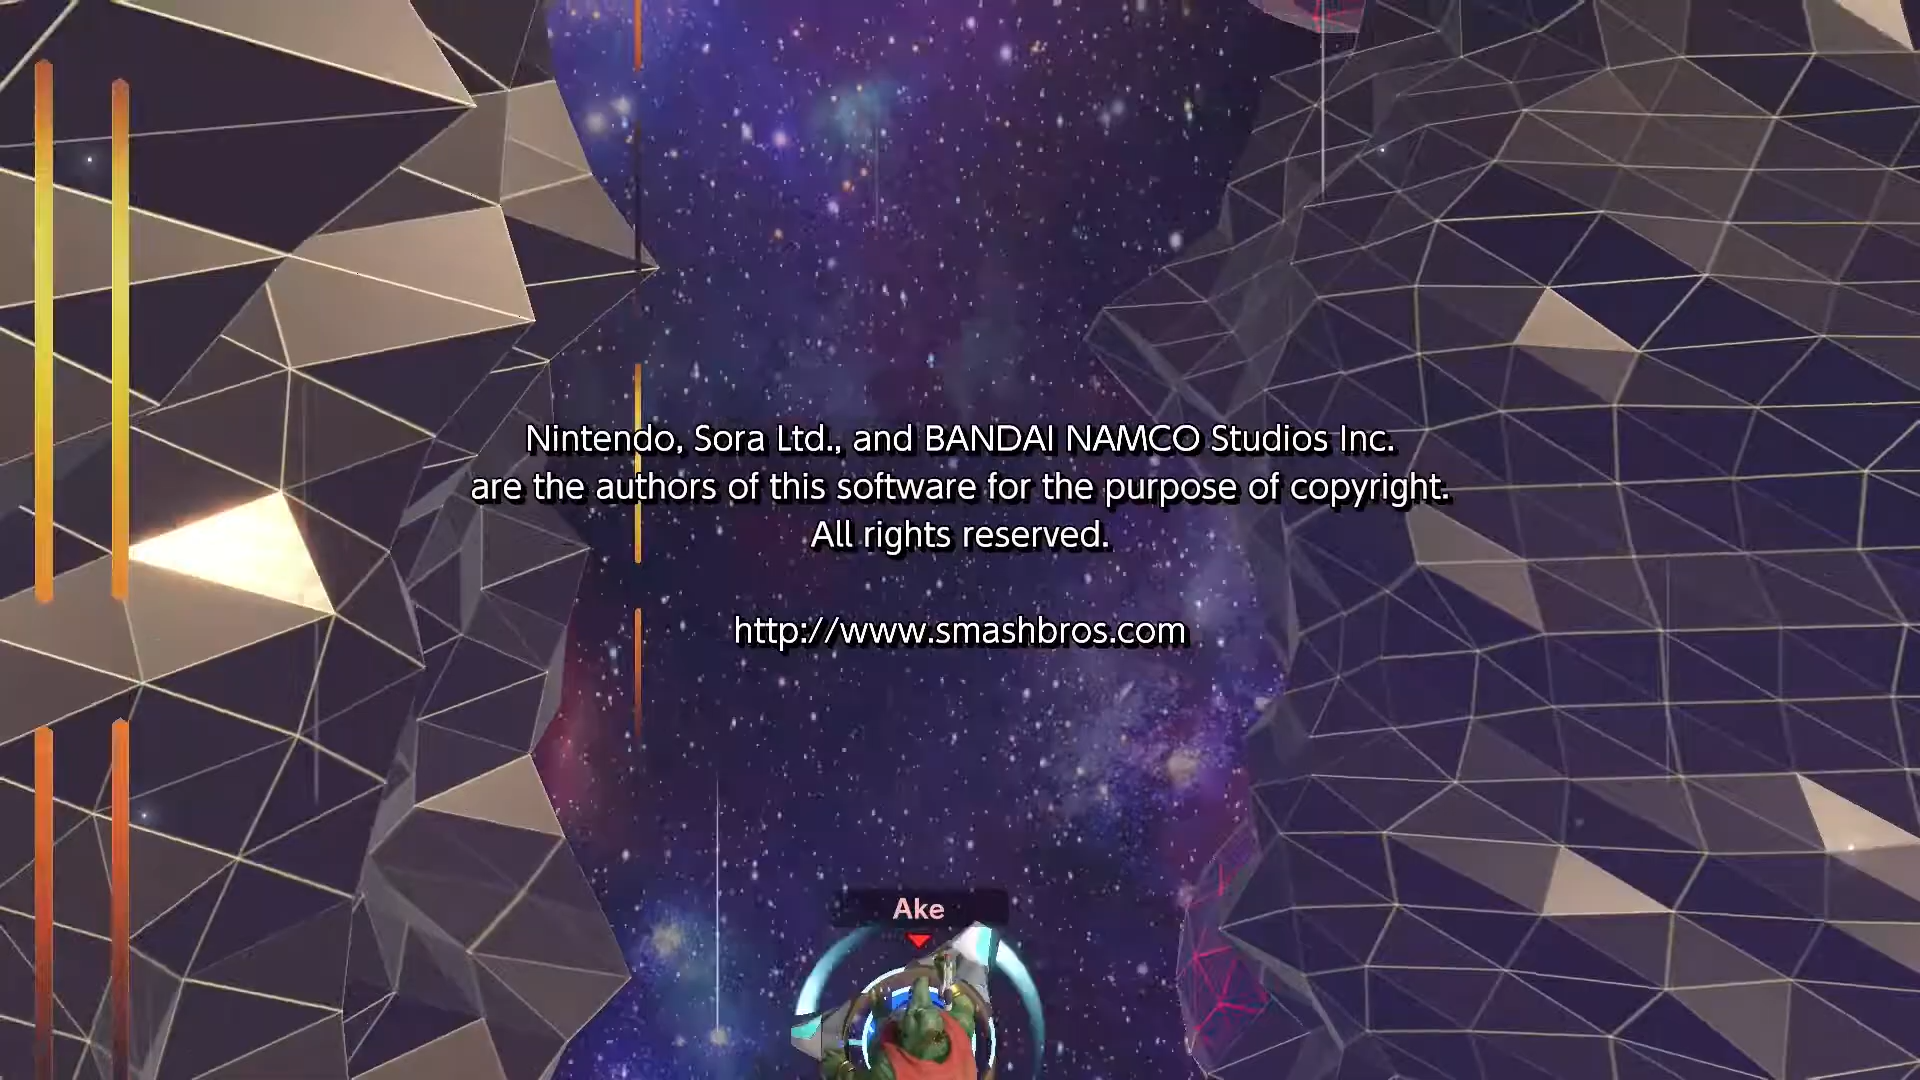 Nintendo, Sora Ltd., and BANDAI NAMCO Studios Inc.
are the authors of this software for the purpose of copyright.
All rights reserved.
http://www.smashbros.com
Ake